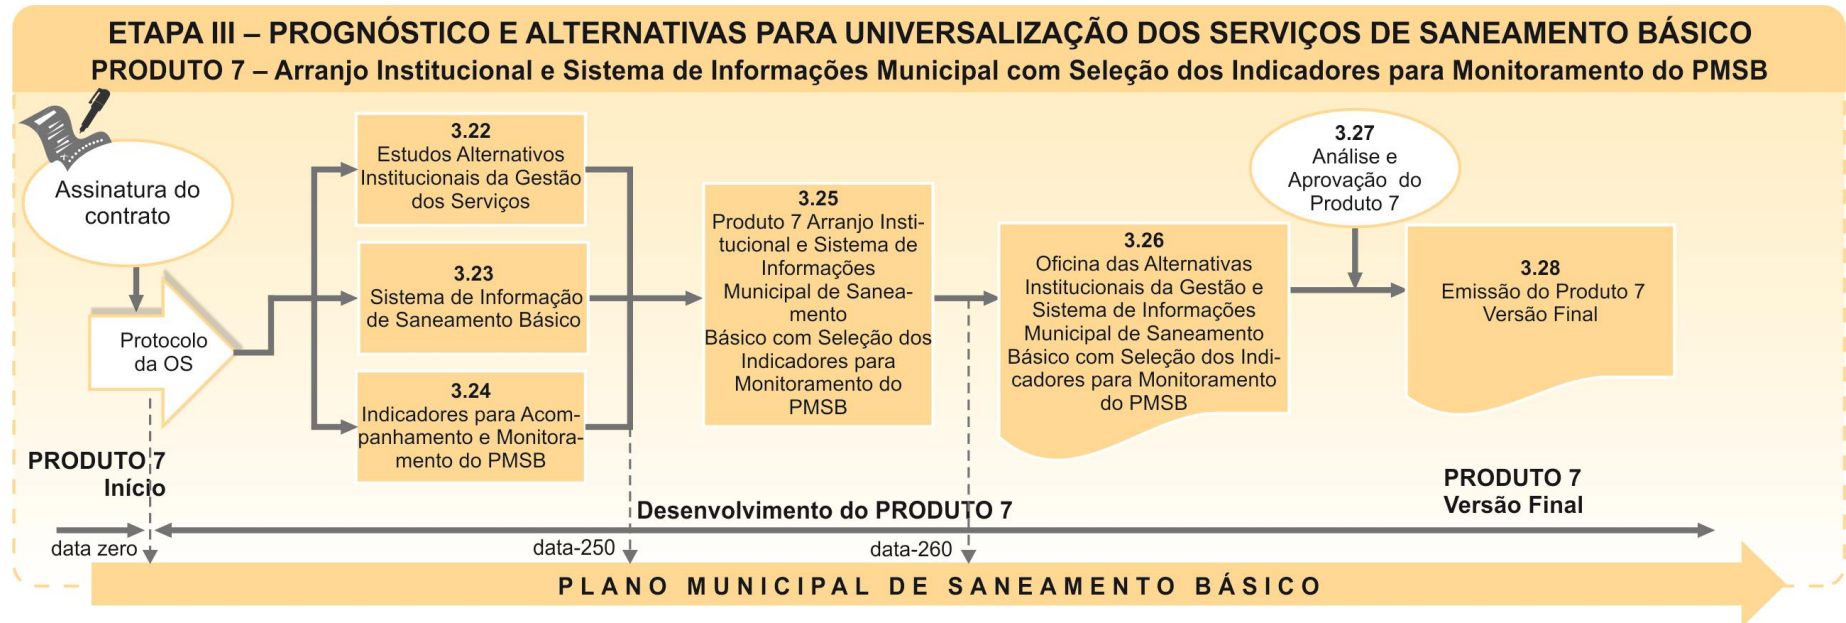 ETAPA III – PROGNÓSTICO E ALTERNATIVAS PARA UNIVERSALIZAÇÃO DOS SERVIÇOS DE SANEAMENTO BÁSICO
PRODUTO 7 – Arranjo Institucional e Sistema de Informações Municipal com Seleção dos Indicadores para Monitoramento do PMSB
Assinatura do
contrato
Protocolo
da OS
3.22
Estudos Alternativos
Institucionais da Gestão
dos Serviços
3.23
Sistema de Informação
de Saneamento Básico
3.24
Indicadores para Acom-
panhamento e Monitora-
mento do PMSB
3.25
Produto 7 Arranjo Insti-
tucional e Sistema de
Informações
Municipal de Sanea-
mento
Básico com Seleção dos
Indicadores para
Monitoramento do
PMSB
3.26
Oficina das Alternativas
Institucionais da Gestão e
Sistema de Informações
Municipal de Saneamento
Básico com Seleção dos Indi-
cadores para Monitoramento
do PMSB
3.27
Análise e
Aprovação do
Produto 7
3.28
Emissão do Produto 7
Versão Final
PRODUTO 7
Início
Desenvolvimento do PRODUTO 7
PRODUTO 7
Versão Final
data zero
data-250
data-260
PLANO MUNICIPAL DE SANEAMENTO BÁSICO